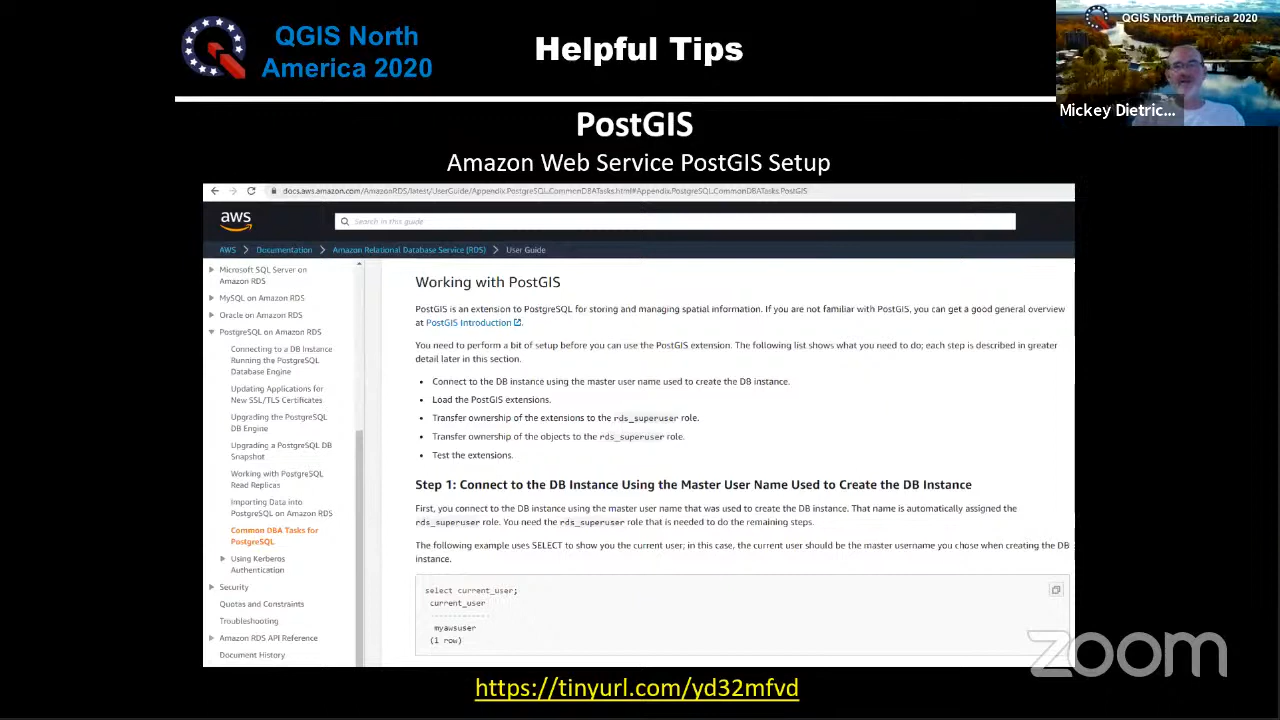 QGIS North
America 2020
Helpful Tips
QGIS North America 2020
Mickey Dietric...
PostGIS
Amazon Web Service PostGIS Setup
docs.aws.amazon.com/AmazonRDS/latest/UserGuide/Appendix.PostgreSQL.CommonDBATasks.html#Appendix.PostgreSQL.CommonDBATasks.PostGIS
aws
Search in this guide
AWS > Documentation > Amazon Relational Database Service (RDS) > User Guide
Microsoft SQL Server on
Amazon RDS
MySQL on Amazon RDS
Oracle on Amazon RDS
PostgreSQL on Amazon RDS
Connecting to a DB Instance
Running the PostgreSQL
Database Engine
Updating Applications for
New SSL/TLS Certificates
Upgrading the PostgreSQL
DB Engine
Upgrading a PostgreSQL DB
Snapshot
Working with PostgreSQL
Read Replicas
Importing Data into
PostgreSQL on Amazon RDS
Common DBA Tasks for
PostgreSQL
Using Kerberos
Authentication
Security
Quotas and Constraints
Troubleshooting
Amazon RDS API Reference
Document History
Working with PostGIS
PostGIS is an extension to PostgreSQL for storing and managing spatial information. If you are not familiar with PostGIS, you can get a good general overview
at PostGIS Introduction.
You need to perform a bit of setup before you can use the PostGIS extension. The following list shows what you need to do; each step is described in greater
detail later in this section.
• Connect to the DB instance using the master user name used to create the DB instance.
• Load the PostGIS extensions.
• Transfer ownership of the extensions to the rds_superuser role.
• Transfer ownership of the objects to the rds_superuser role.
• Test the extensions.
Step 1: Connect to the DB Instance Using the Master User Name Used to Create the DB Instance
First, you connect to the DB instance using the master user name that was used to create the DB instance. That name is automatically assigned the
rds_superuser role. You need the rds_superuser role that is needed to do the remaining steps.
The following example uses SELECT to show you the current user; in this case, the current user should be the master username you chose when creating the DB
instance.
select current_user;
current_user
-------------
myawsuser
(1 row)
zoom
https://tinyurl.com/yd32mfvd